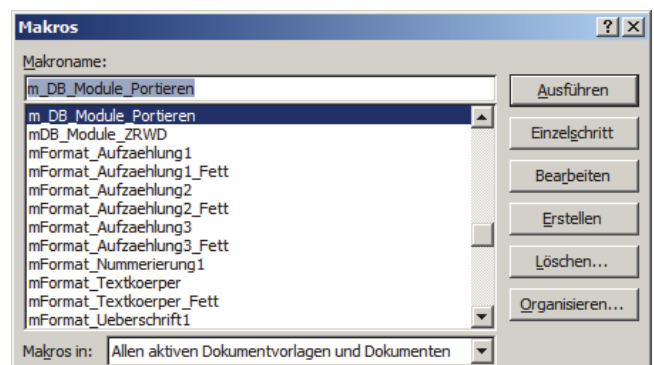 Makros
Makroname:
m_DB_Module_Portieren
m_DB_Module_Portieren
mDB_Module_ZRWD
mFormat_Aufzaehlung1
mFormat_Aufzaehlung1_Fett
mFormat_Aufzaehlung2
mFormat_Aufzaehlung2_Fett
mFormat_Aufzaehlung3
mFormat_Aufzaehlung3_Fett
mFormat_Nummerierung1
mFormat_Textkoerper
mFormat_Textkoerper_Fett
mFormat_Ueberschrift1
Makros in: Allen aktiven Dokumentvorlagen und Dokumenten
Ausführen
Einzelschritt
Bearbeiten
Erstellen
Löschen...
Organisieren...